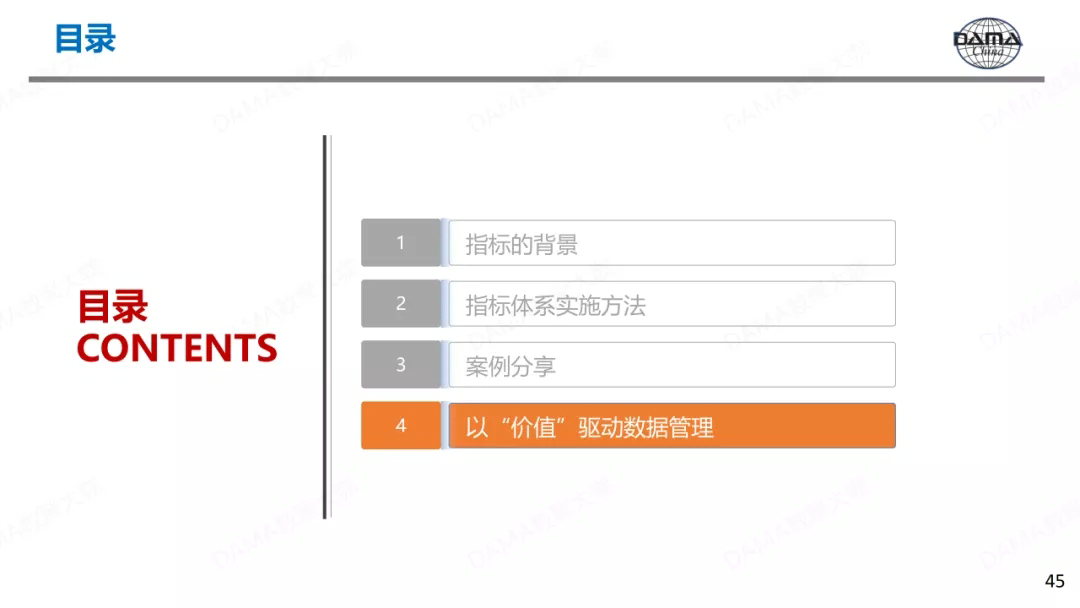 目录
DAMA
China
目录
CONTENTS
1 指标的背景
2 指标体系实施方法
3 案例分享
4 以“价值”驱动数据管理
45